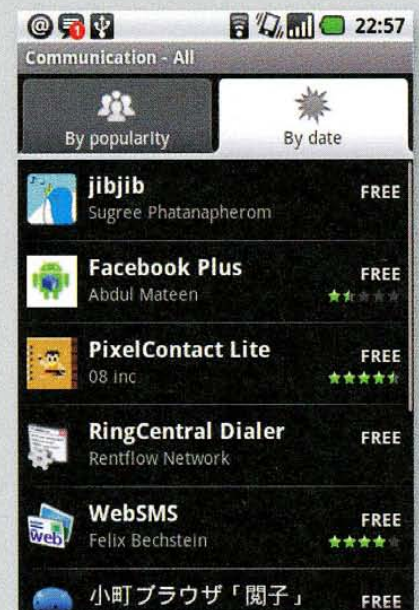 @ 1 22:57
Communication - All
By popularity By date
jibjib FREE
Sugree Phatanapherom
Facebook Plus FREE
Abdul Mateen
PixelContact Lite FREE
08 inc
RingCentral Dialer FREE
Rentflow Network
WebSMS FREE
web Felix Bechstein
小町ブラウザ「閲子」 FREE